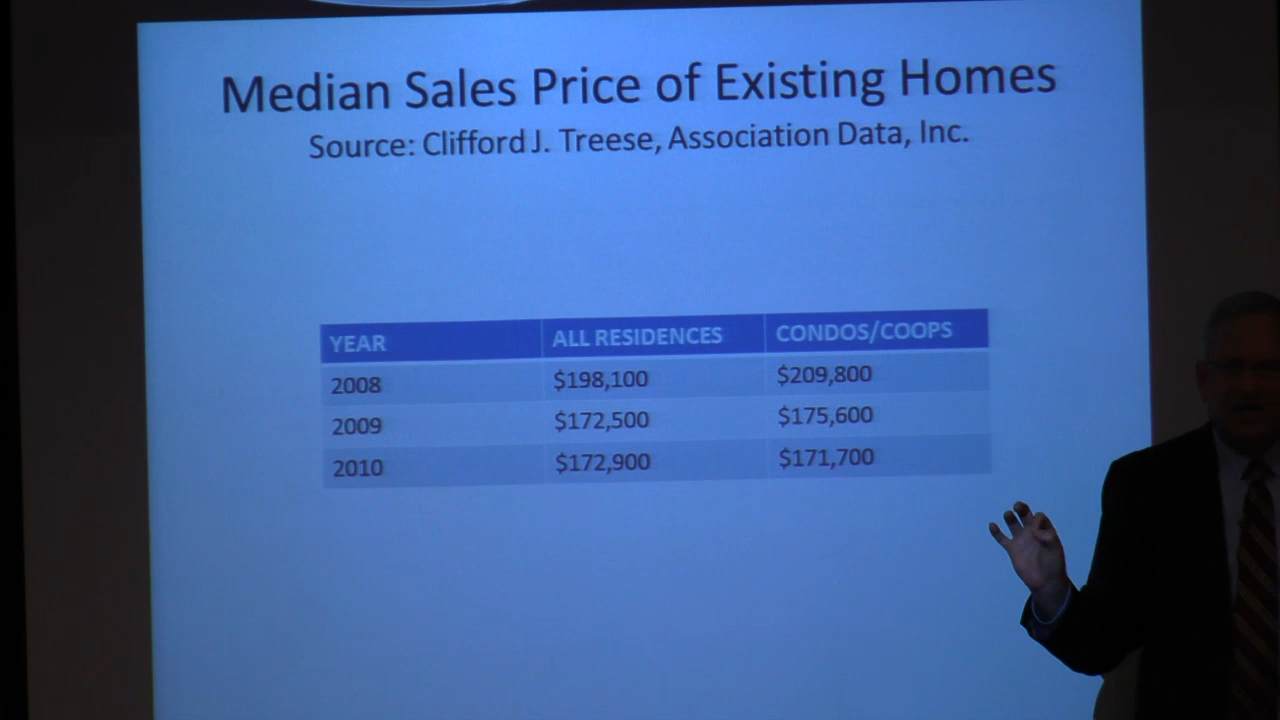 Median Sales Price of Existing Homes
Source: Clifford J. Treese, Association Data, Inc.
YEAR ALL RESIDENCES CONDOS/COOPS
2008 $198,100 $209,800
2009 $172,500 $175,600
2010 $172,900 $171,700